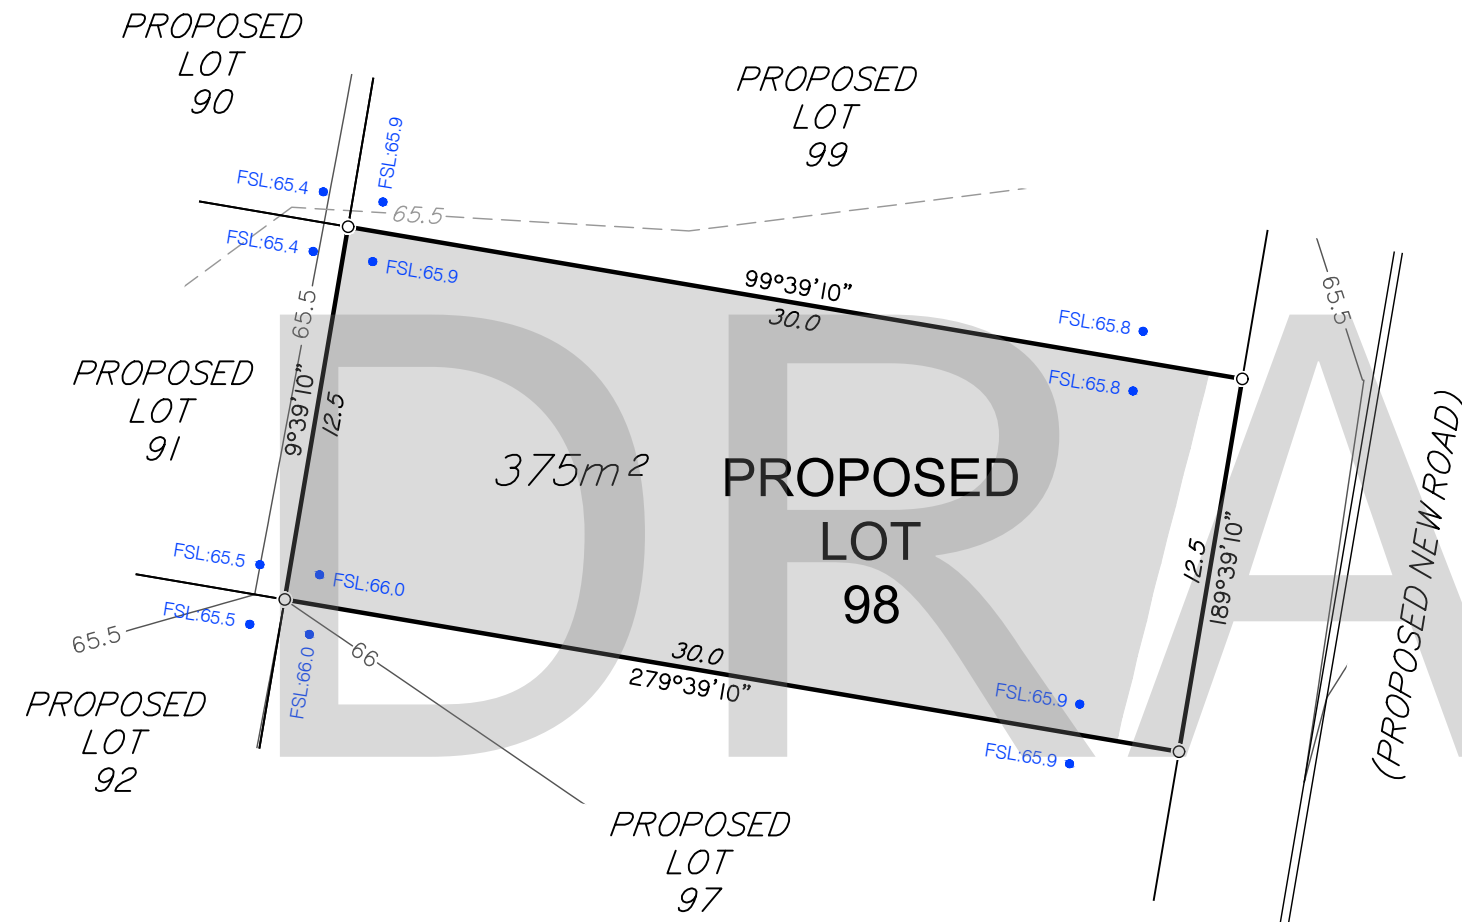 PROPOSED
LOT
90
PROPOSED
LOT
99
FSL:65.9
FSL:65.4
65.5
FSL:65.4
FSL:65.9
99°39'10"
30.0
FSL:65.8
65.5
65.5
FSL:65.8
PROPOSED
LOT
91
9°39'10"
12.5
375m²
PROPOSED
LOT
98
12.5
189°39'10"
(PROPOSED NEW ROAD)
FSL:65.5
FSL:66.0
FSL:65.5
65.5
FSL:66.0
66
30.0
279°39'10"
FSL:65.9
FSL:65.9
PROPOSED
LOT
92
PROPOSED
LOT
97
DRA